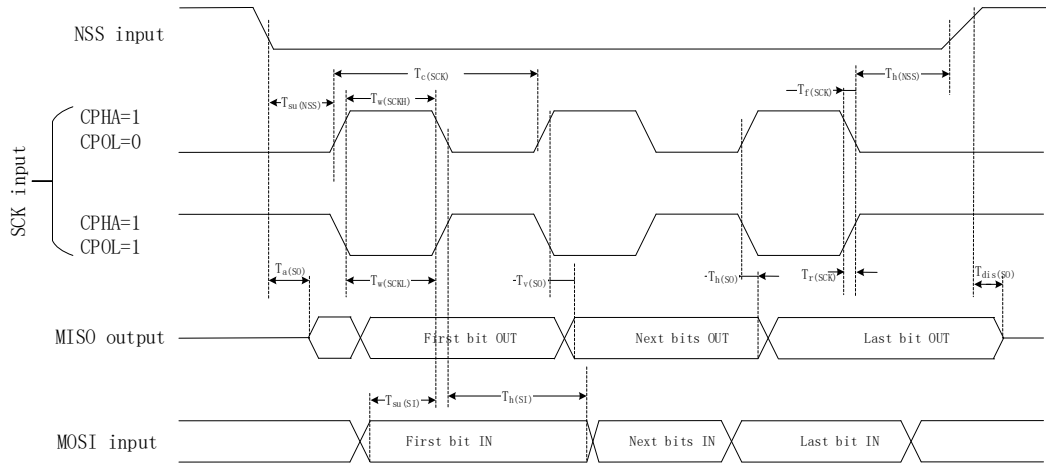 NSS input
Tc(SCK)
Th(NSS)
Tsu(NSS)
Tw(SCKH)
Tf(SCK)
SCK input
CPHA=1
CPOL=0
CPHA=1
CPOL=1
Ta(SO)
Tw(SCKL)
Tv(SO)
Th(SO)
Tr(SCK)
Tdis(SO)
MISO output
First bit OUT
Next bits OUT
Last bit OUT
Tsu(SI)
Th(SI)
MOSI input
First bit IN
Next bits IN
Last bit IN